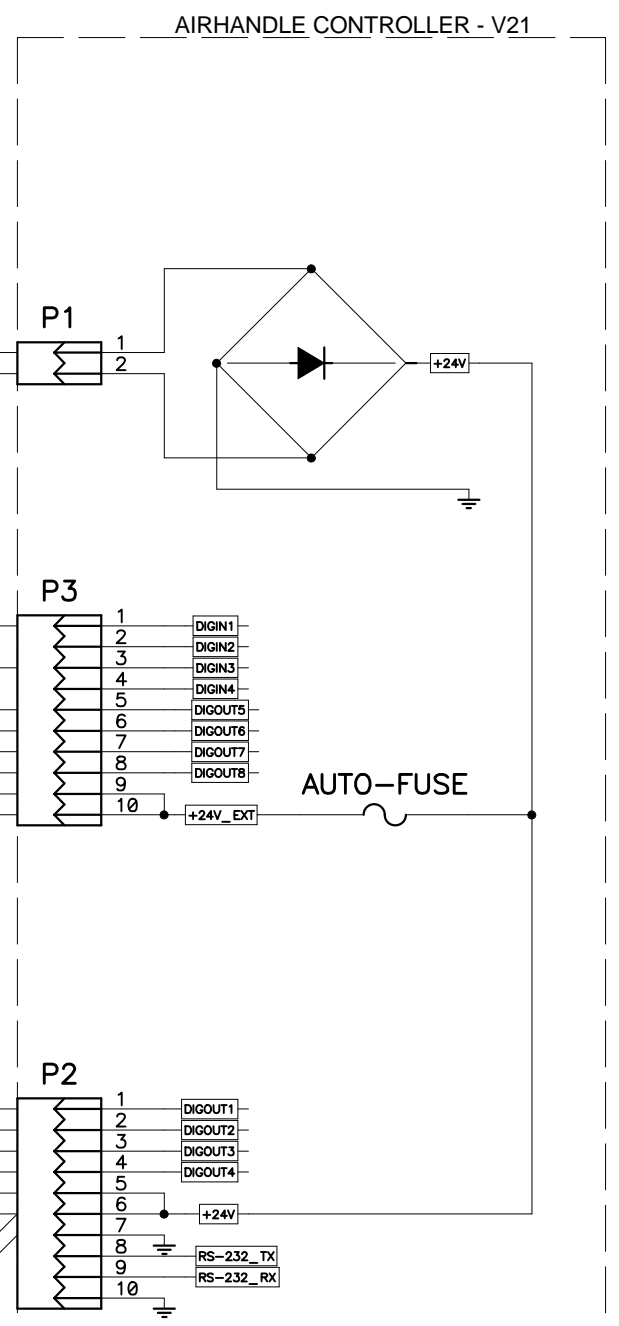 AIRHANDLE CONTROLLER - V21
P1
1
2
+24V
P3
1
DIGIN1
2
DIGIN2
3
DIGIN3
4
DIGIN4
5
DIGOUT5
6
DIGOUT6
7
DIGOUT7
8
DIGOUT8
9
10
+24V_EXT
AUTO-FUSE
P2
1
DIGOUT1
2
DIGOUT2
3
DIGOUT3
4
DIGOUT4
5
6
+24V
7
8
RS-232_TX
9
RS-232_RX
10